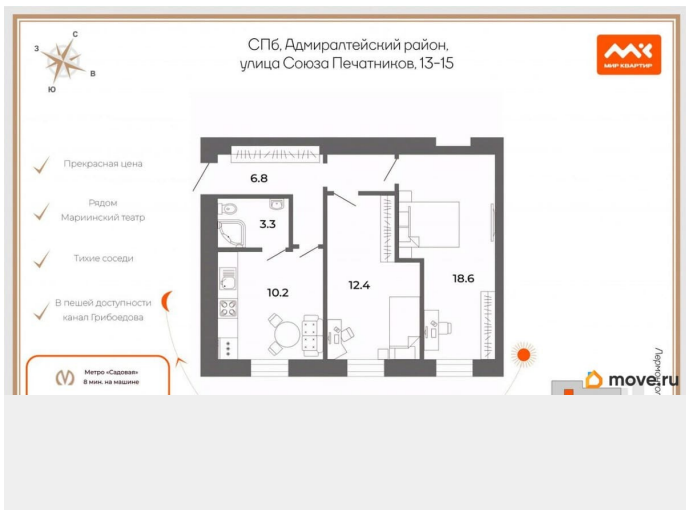 С
З
В
Ю
СПб, Адмиралтейский район,
улица Союза Печатников, 13-15
МИР КВАРТИР
Прекрасная цена
Рядом
Мариинский театр
Тихие соседи
В пешей доступности
канал Грибоедова
Метро «Садовая»
8 мин. на машине
6.8
3.3
10.2
12.4
18.6
move.ru